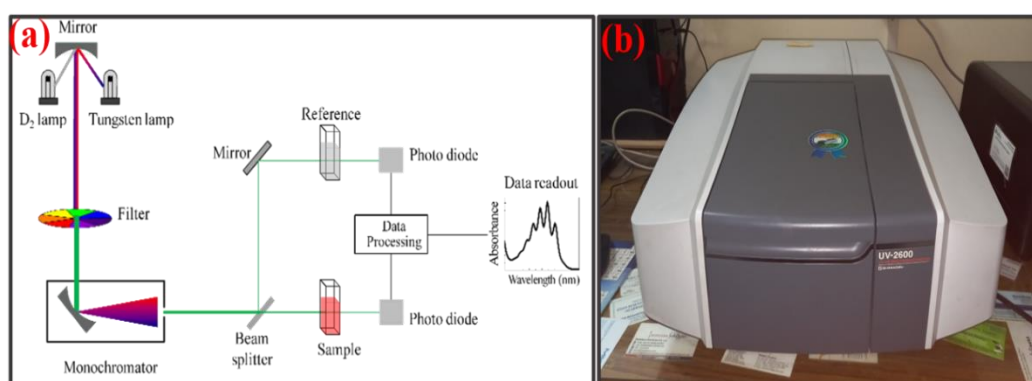 (a)
Mirror
D₂ lamp
Tungsten lamp
Filter
Monochromator
Beam
splitter
Mirror
Reference
Sample
Photo diode
Data
Processing
Photo diode
Data readout
Absorbance
Wavelength (nm)
(b)
UV-2600